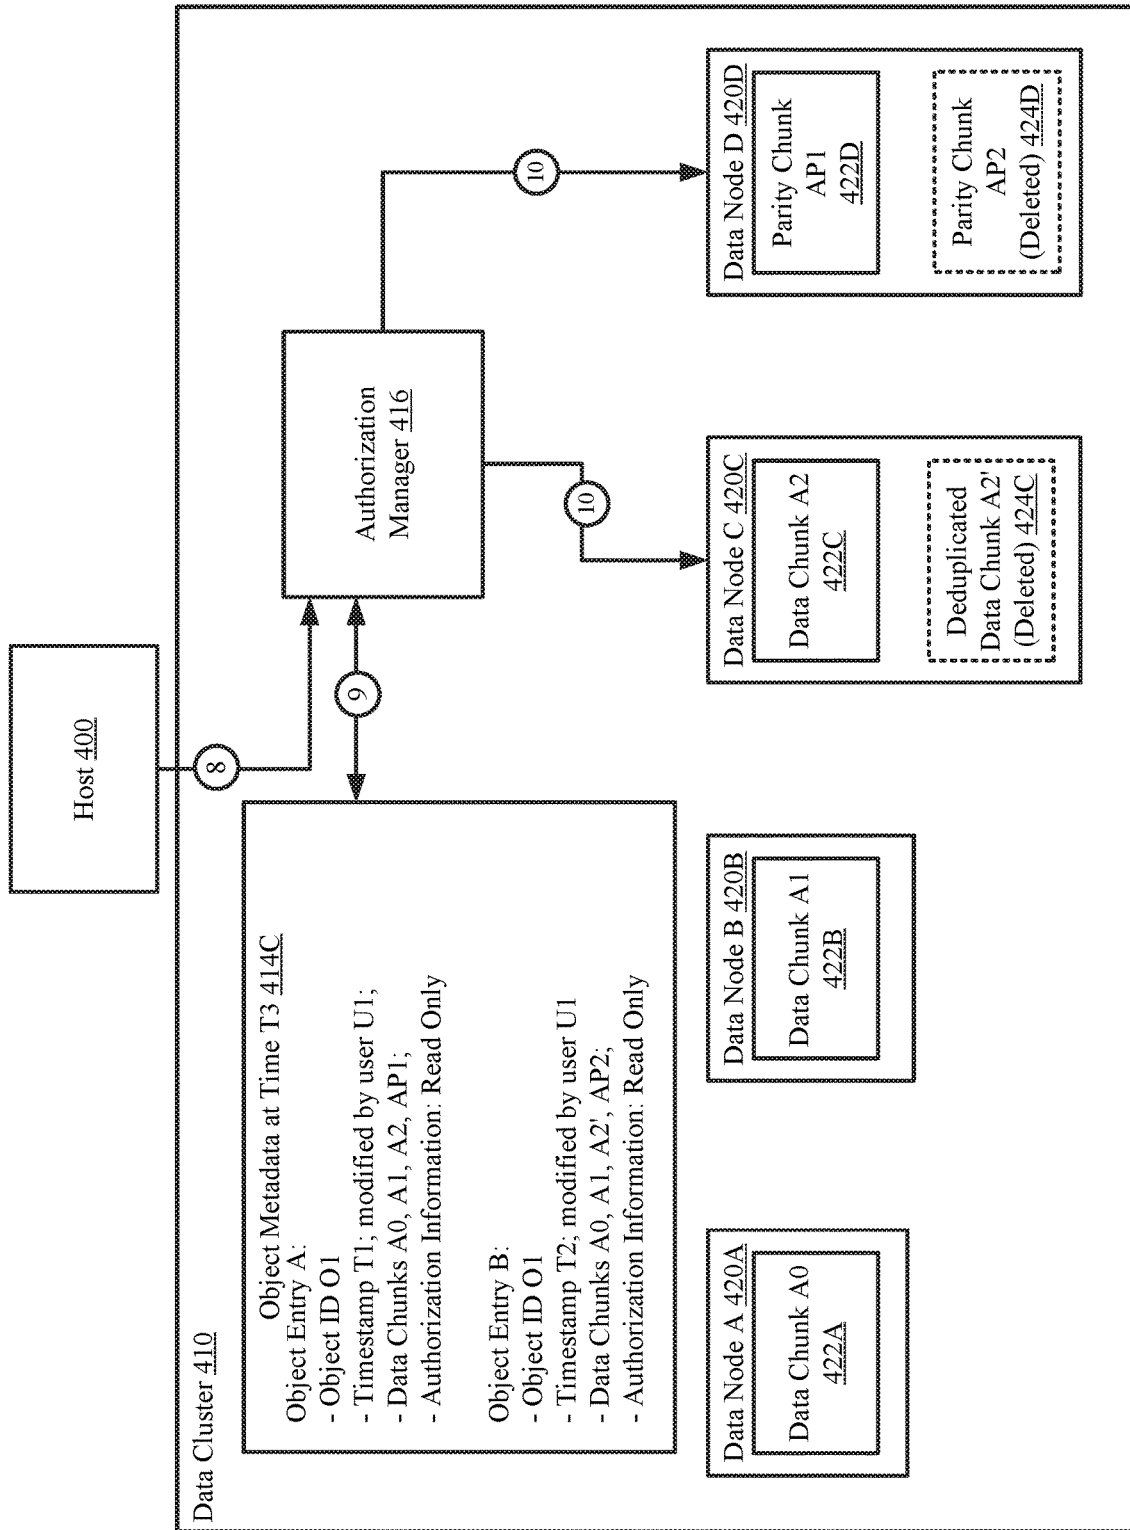 Host 400
Data Cluster 410
8
Object Metadata at Time T3 414C
Object Entry A:
- Object ID O1
- Timestamp T1; modified by user U1;
- Data Chunks A0, A1, A2, AP1;
- Authorization Information: Read Only
Object Entry B:
- Object ID O1
- Timestamp T2; modified by user U1
- Data Chunks A0, A1, A2', AP2;
- Authorization Information: Read Only
9
Authorization
Manager 416
10
10
Data Node A 420A
Data Chunk A0
422A
Data Node B 420B
Data Chunk A1
422B
Data Node C 420C
Data Chunk A2
422C
Deduplicated
Data Chunk A2'
(Deleted) 424C
Data Node D 420D
Parity Chunk
AP1
422D
Parity Chunk
AP2
(Deleted) 424D